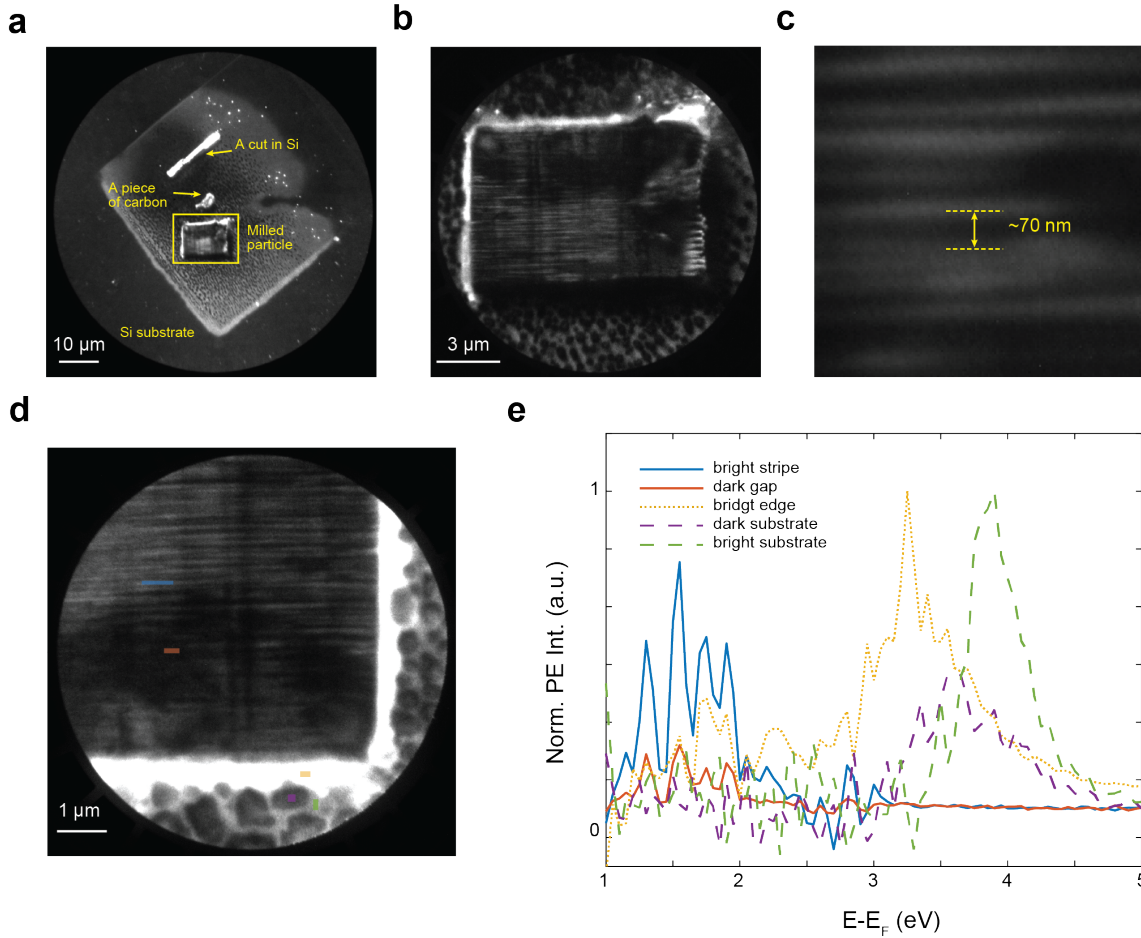 a
A cut in Si
A piece
of carbon
Milled
particle
Si substrate
10 µm
b
3 µm
c
~70 nm
d
1 µm
e
bright stripe
dark gap
bridgt edge
dark substrate
bright substrate
Norm. PE Int. (a.u.)
1
0
1 2 3 4 5
E-EF (eV)